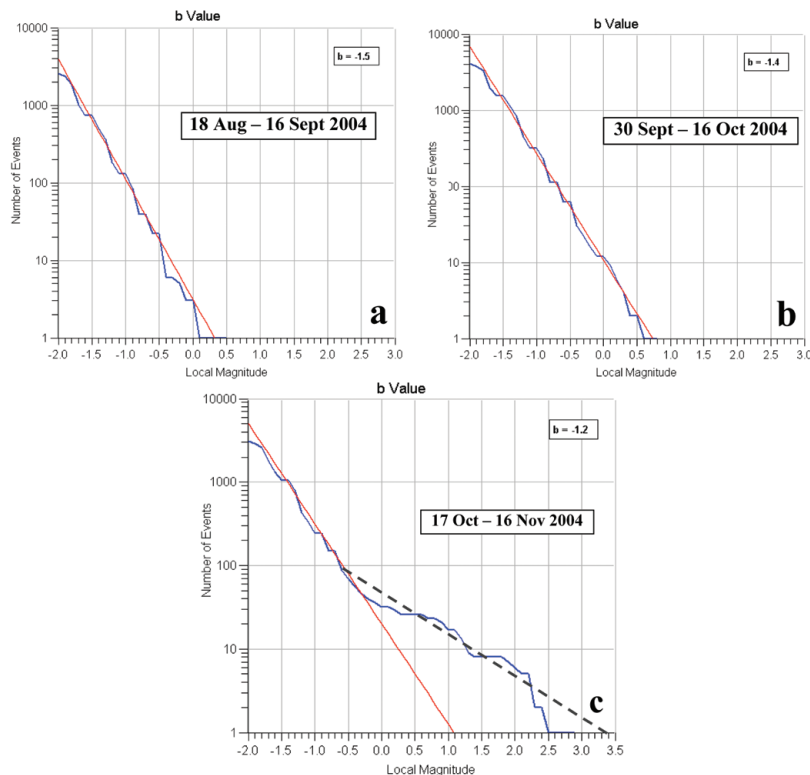 b Value
10000
1000
100
10
1
Number of Events
b = -1.5
18 Aug – 16 Sept 2004
a
-2.0 -1.5 -1.0 -0.5 0.0 0.5 1.0 1.5 2.0 2.5 3.0
Local Magnitude
b Value
10000
1000
30
10
1
Number of Events
b = -1.4
30 Sept – 16 Oct 2004
b
-2.0 -1.5 -1.0 -0.5 0.0 0.5 1.0 1.5 2.0 2.5 3.0
Local Magnitude
b Value
10000
1000
100
10
1
Number of Events
b = -1.2
17 Oct – 16 Nov 2004
c
-2.0 -1.5 -1.0 -0.5 0.0 0.5 1.0 1.5 2.0 2.5 3.0 3.5
Local Magnitude